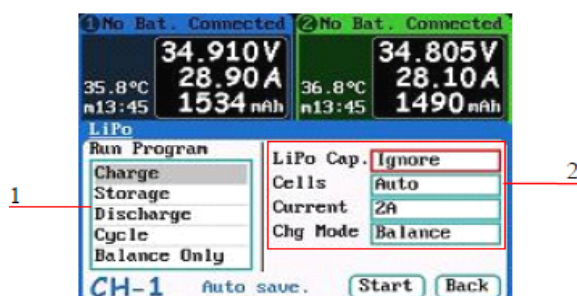 1No Bat. Connected 2No Bat. Connected
34.910V 34.805V
35.8°C 28.90A 36.8°C 28.10A
m13:45 1534mAh m13:45 1490mAh
LiPo
Run Program
Charge
Storage
Discharge
Cycle
Balance Only
LiPo Cap. Ignore
Cells Auto
Current 2A
Chg Mode Balance
1
2
CH-1 Auto save. Start Back